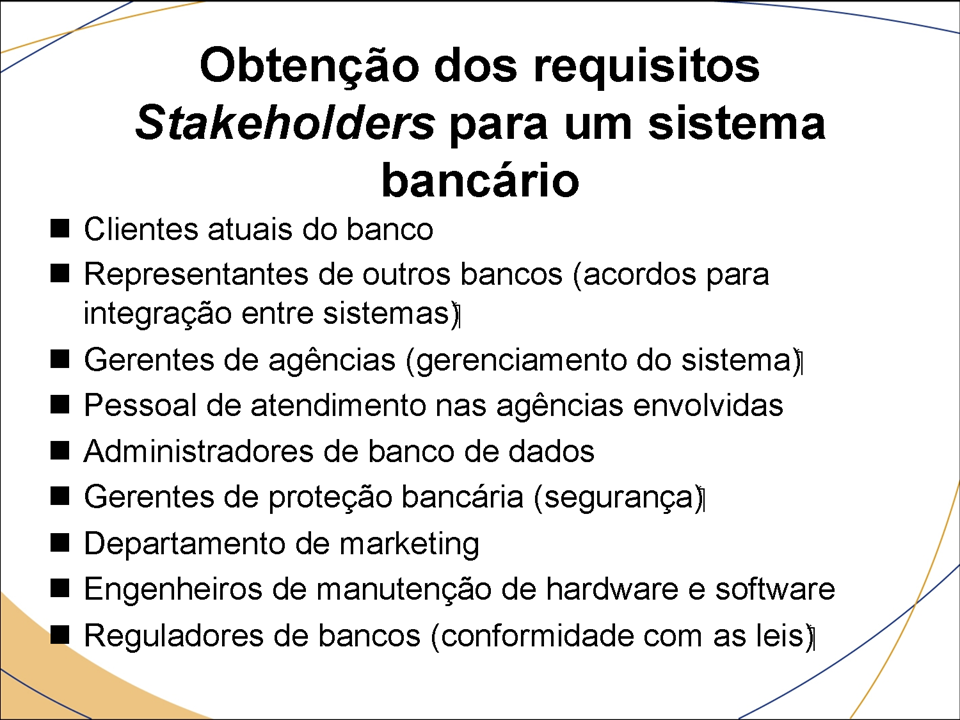 Obtenção dos requisitos
Stakeholders para um sistema
bancário
■ Clientes atuais do banco
■ Representantes de outros bancos (acordos para
integração entre sistemas)
■ Gerentes de agências (gerenciamento do sistema)
■ Pessoal de atendimento nas agências envolvidas
■ Administradores de banco de dados
■ Gerentes de proteção bancária (segurança)
■ Departamento de marketing
■ Engenheiros de manutenção de hardware e software
■ Reguladores de bancos (conformidade com as leis)